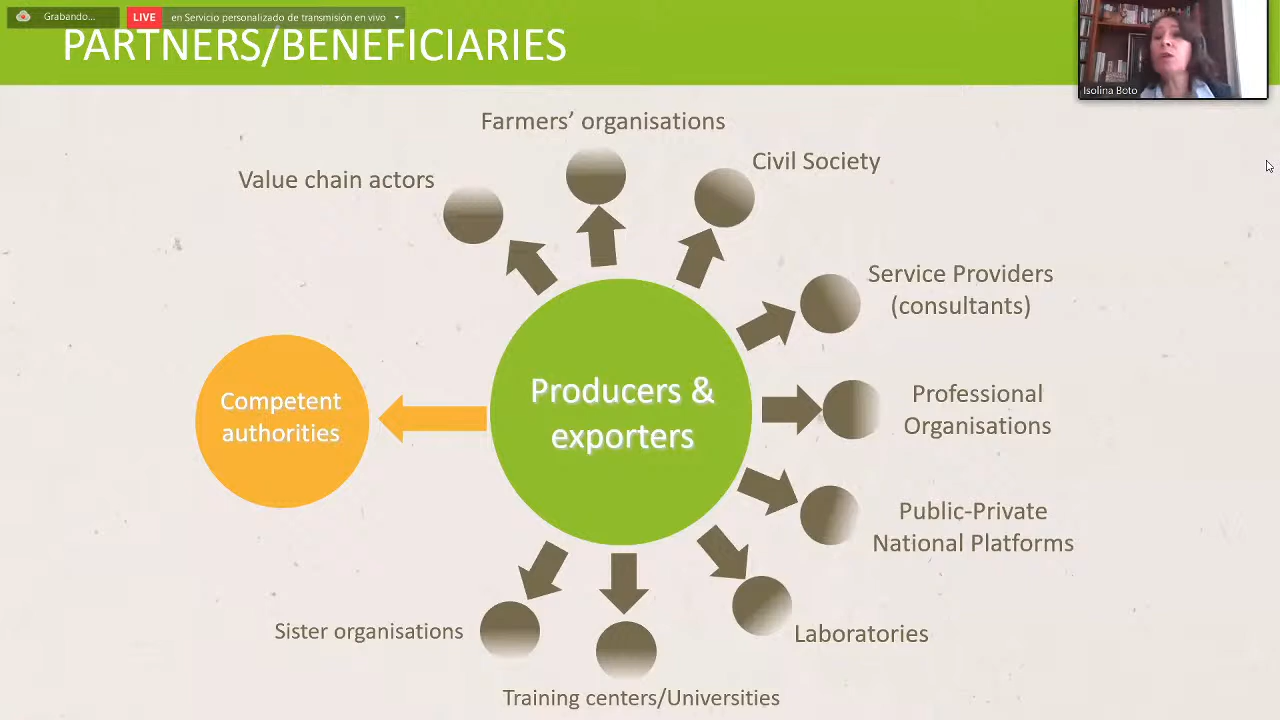 Grabando...
LIVE
en Servicio personalizado de transmisión en vivo
PARTNERS/BENEFICIARIES
Isolina Boto
Farmers’ organisations
Civil Society
Value chain actors
Service Providers
(consultants)
Producers &
exporters
Competent
authorities
Professional
Organisations
Public-Private
National Platforms
Sister organisations
Laboratories
Training centers/Universities